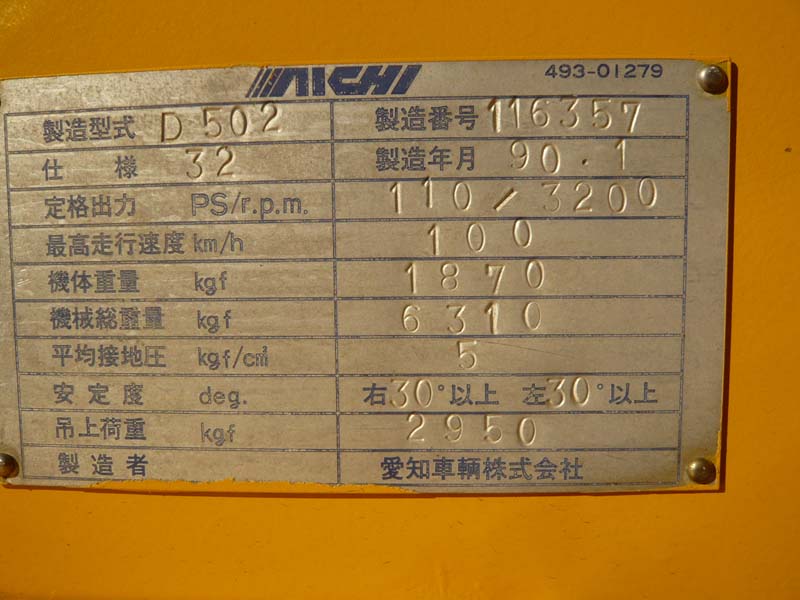 AICHI 493-01279
製造型式 D502 製造番号 116357
仕様 32 製造年月 90.1
定格出力 PS/r.p.m. 110/3200
最高走行速度 km/h 100
機体重量 kgf 1870
機械総重量 kgf 6310
平均接地圧 kgf/cm² 5
安定度 deg. 右30°以上 左30°以上
吊上荷重 kgf 2950
製造者 愛知車輌株式会社